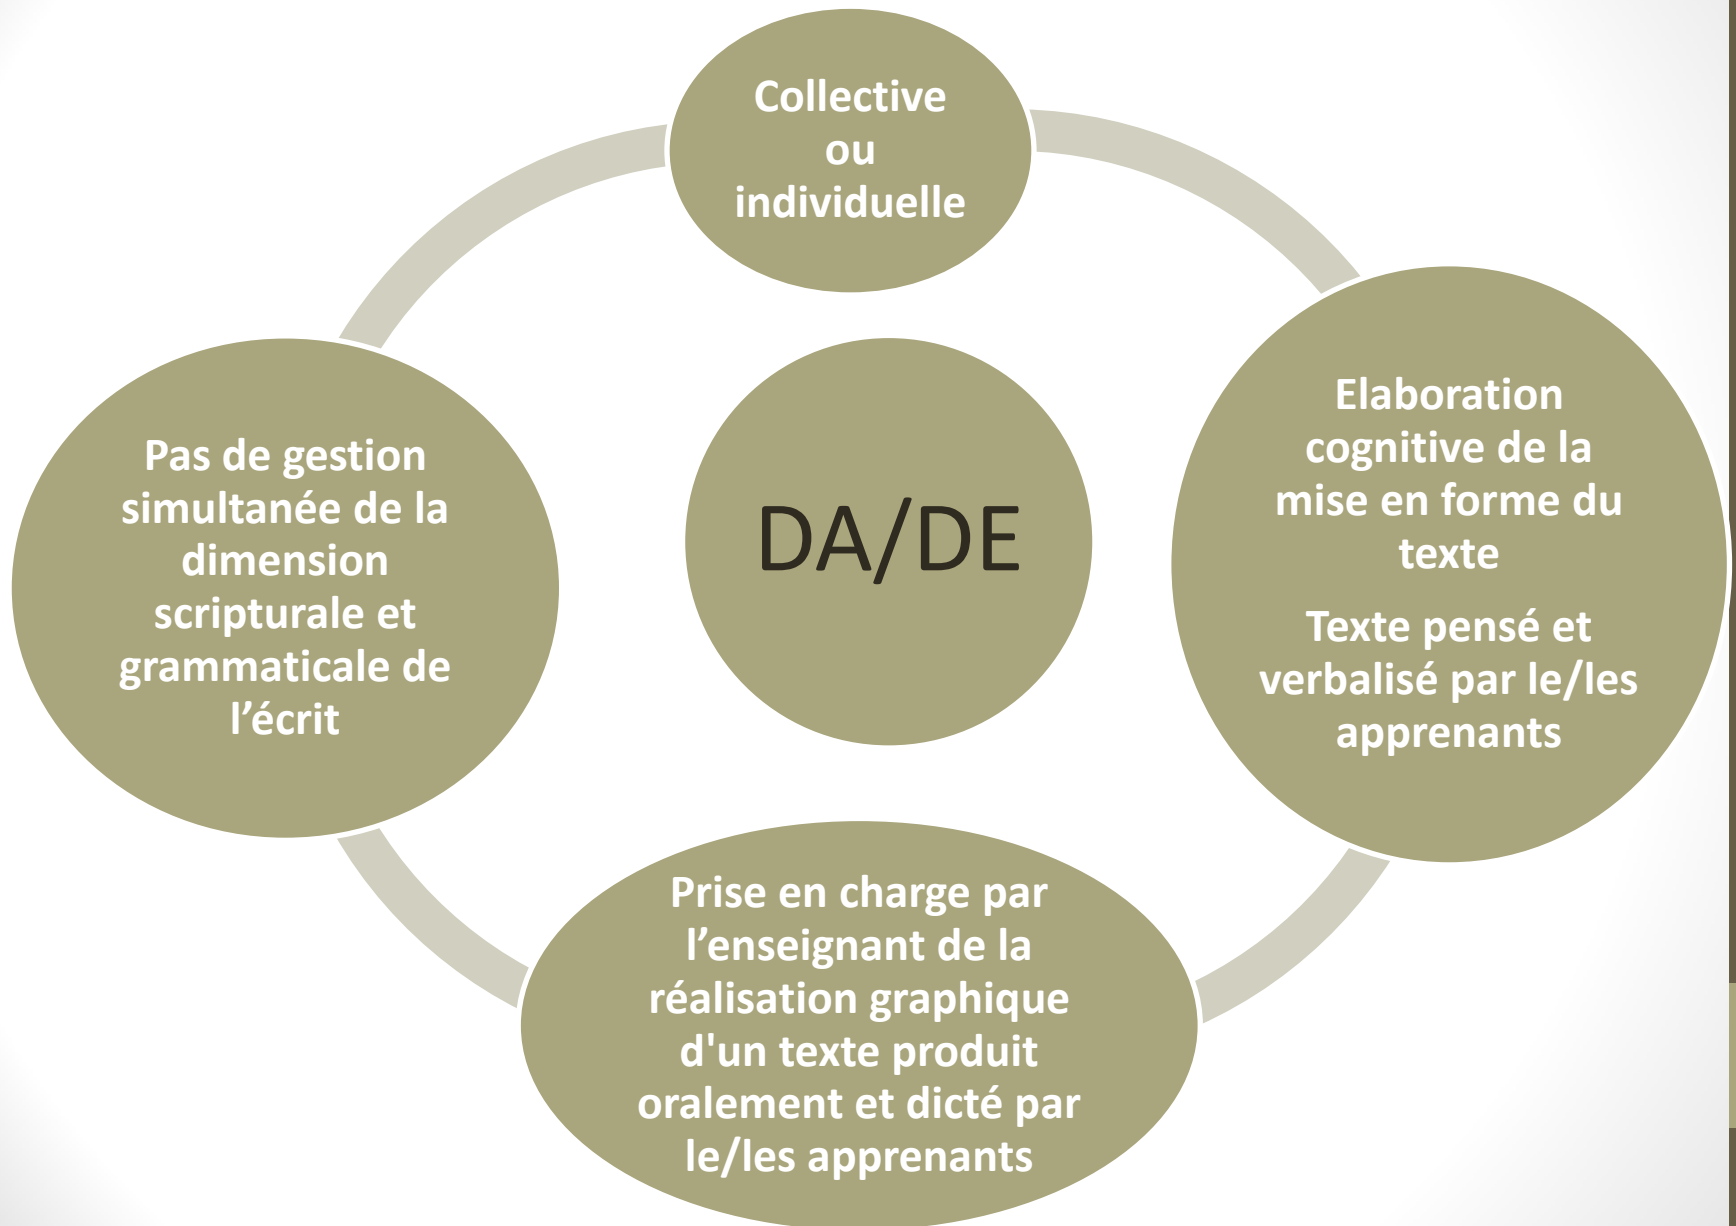 Collective
ou
individuelle
Elaboration
cognitive de la
mise en forme du
texte
Texte pensé et
verbalisé par le/les
apprenants
Prise en charge par
l’enseignant de la
réalisation graphique
d'un texte produit
oralement et dicté par
le/les apprenants
Pas de gestion
simultanée de la
dimension
scripturale et
grammaticale de
l’écrit
DA/DE